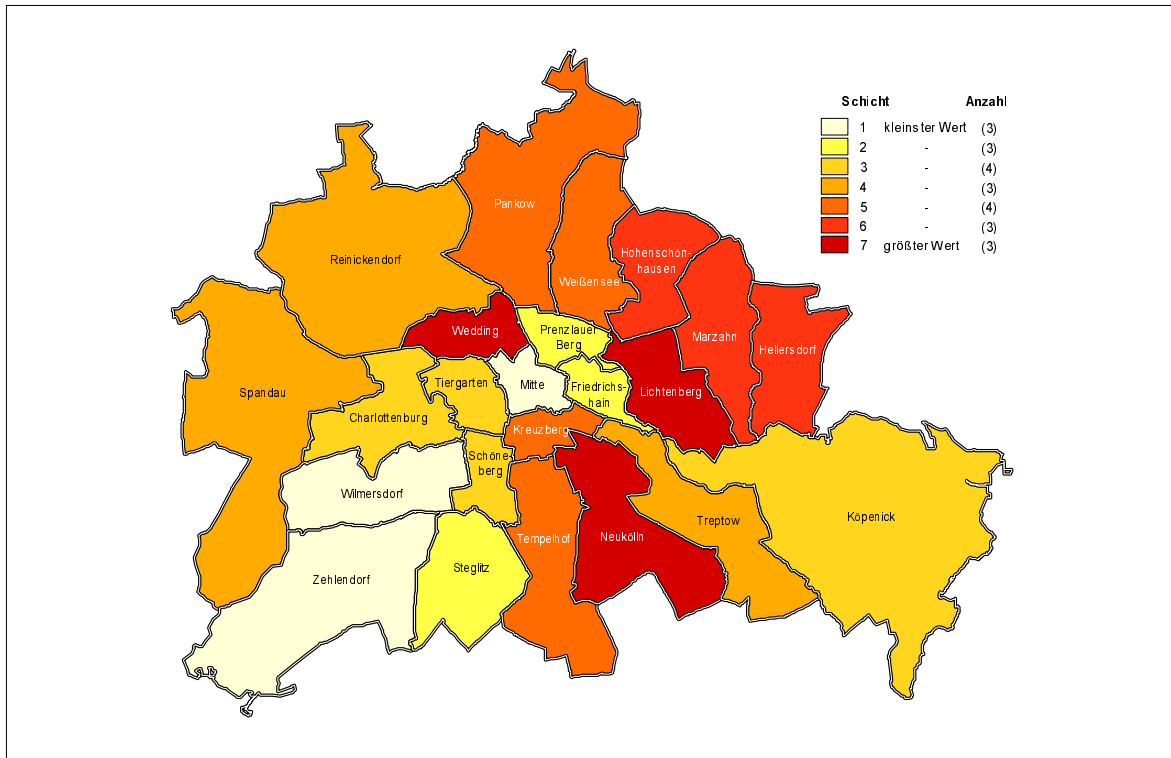 Schicht Anzahl
1 kleinster Wert (3)
2 - (3)
3 - (4)
4 - (3)
5 - (4)
6 - (3)
7 größter Wert (3)
Pankow
Hohenschön-
hausen
Reinickendorf
Weißensee
Wedding
Prenzlauer
Berg
Marzahn
Hellersdorf
Tiergarten
Mitte
Friedrichs-
hain
Lichtenberg
Spandau
Charlottenburg
Kreuzberg
Schöne-
berg
Wilmersdorf
Köpenick
Treptow
Tempelhof
Neukölln
Steglitz
Zehlendorf